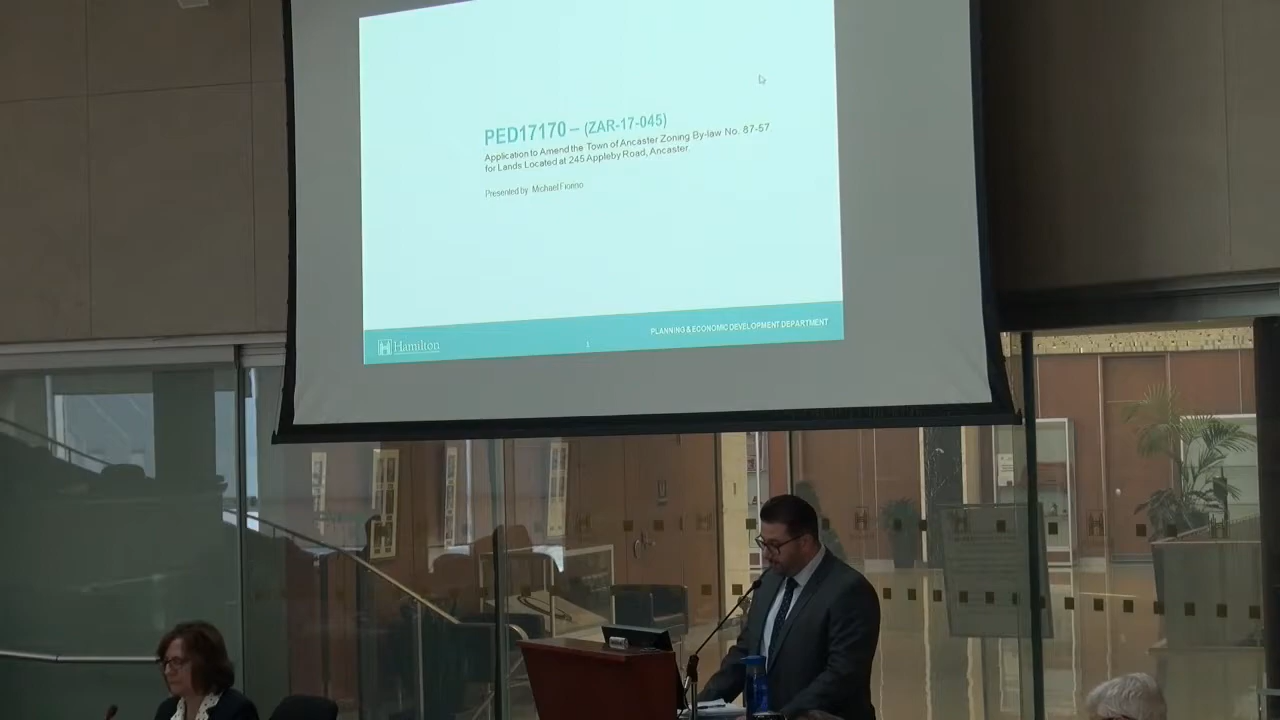 PED17170 – (ZAR-17-045)
Application to Amend the Town of Ancaster Zoning By-law No. 87-57
for Lands Located at 245 Appleby Road, Ancaster.
Presented by: Michael Fiorino
PLANNING & ECONOMIC DEVELOPMENT DEPARTMENT
Hamilton
1